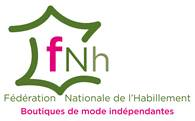 fNh
Fédération Nationale de l'Habillement
Boutiques de mode indépendantes